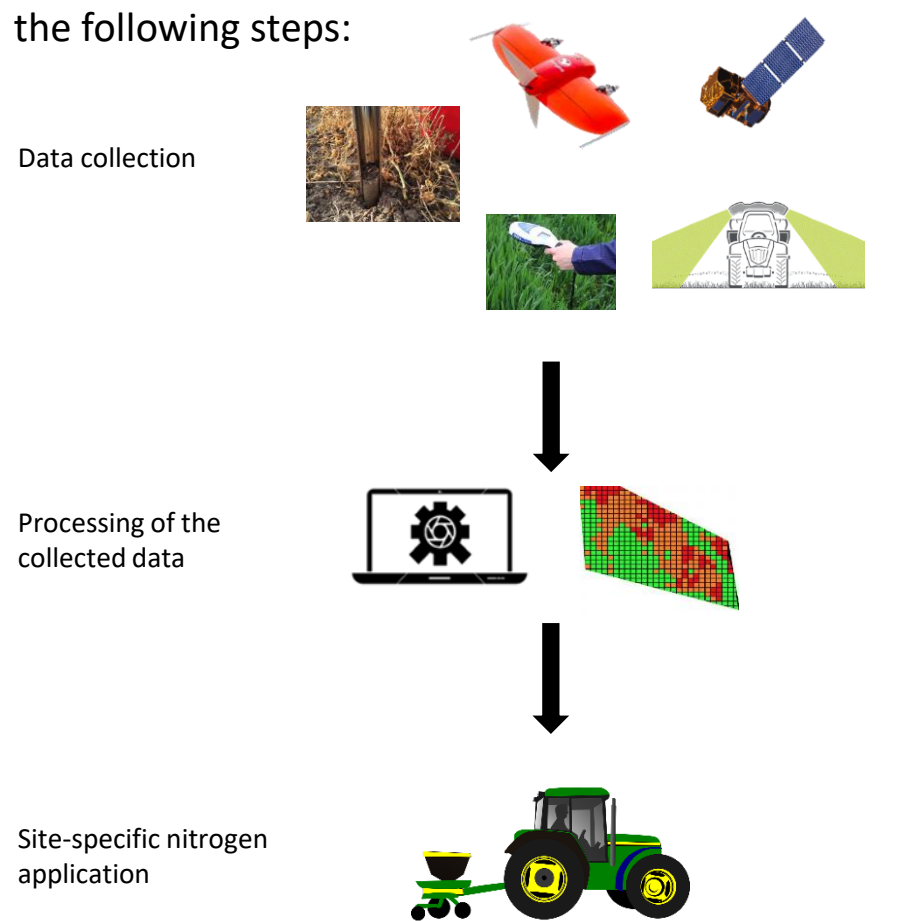 the following steps:
Data collection
Processing of the
collected data
Site-specific nitrogen
application